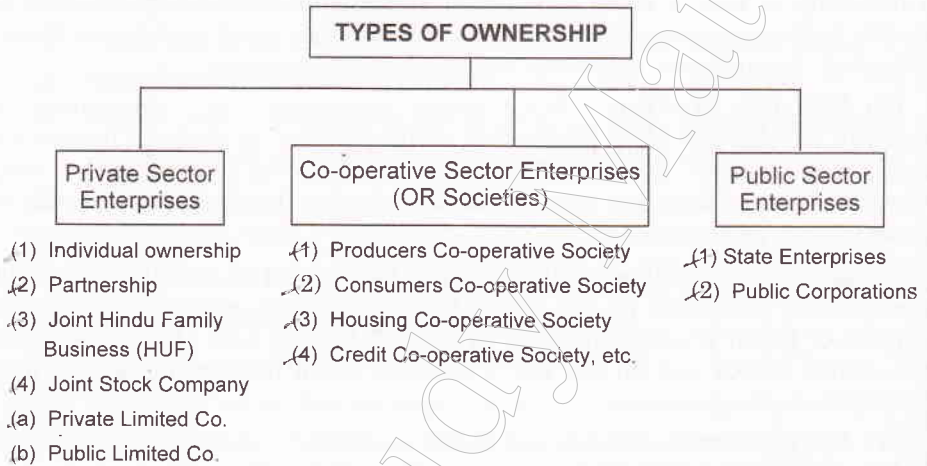 TYPES OF OWNERSHIP
Private Sector
Enterprises
(1) Individual ownership
(2) Partnership
(3) Joint Hindu Family
Business (HUF)
(4) Joint Stock Company
(a) Private Limited Co.
(b) Public Limited Co.
Co-operative Sector Enterprises
(OR Societies)
(1) Producers Co-operative Society
(2) Consumers Co-operative Society
(3) Housing Co-operative Society
(4) Credit Co-operative Society, etc.
Public Sector
Enterprises
(1) State Enterprises
(2) Public Corporations